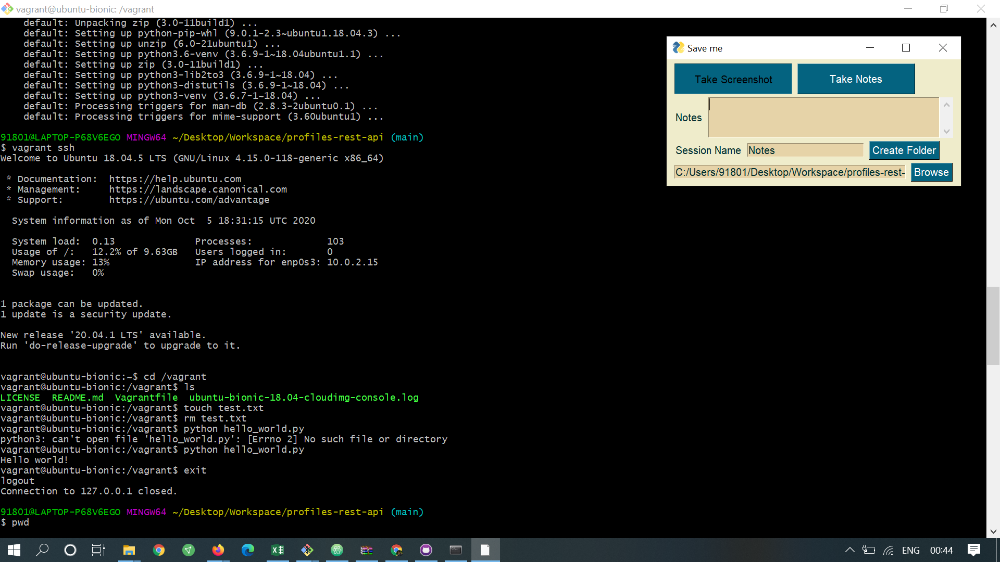 vagrant@ubuntu-bionic: /vagrant
default: Unpacking zip (3.0-11build1) ...
default: Setting up python-pip-whl (9.0.1-2.3~ubuntu1.18.04.3) ...
default: Setting up unzip (6.0-21ubuntu1) ...
default: Setting up python3.6-venv (3.6.9-1~18.04ubuntu1.1) ...
default: Setting up zip (3.0-11build1) ...
default: Setting up python3-lib2to3 (3.6.9-1~18.04) ...
default: Setting up python3-distutils (3.6.9-1~18.04) ...
default: Setting up python3-venv (3.6.7-1~18.04) ...
default: Processing triggers for man-db (2.8.3-2ubuntu0.1) ...
default: Processing triggers for mime-support (3.60ubuntu1) ...
91801@LAPTOP-P68V6EGO MINGW64 ~/Desktop/Workspace/profiles-rest-api (main)
$ vagrant ssh
Welcome to Ubuntu 18.04.5 LTS (GNU/Linux 4.15.0-118-generic x86_64)
* Documentation: https://help.ubuntu.com
* Management: https://landscape.canonical.com
* Support: https://ubuntu.com/advantage
System information as of Mon Oct 5 18:31:15 UTC 2020
System load: 0.13 Processes: 103
Usage of /: 12.2% of 9.63GB Users logged in: 0
Memory usage: 13% IP address for enp0s3: 10.0.2.15
Swap usage: 0%
1 package can be updated.
1 update is a security update.
New release '20.04.1 LTS' available.
Run 'do-release-upgrade' to upgrade to it.
vagrant@ubuntu-bionic:~$ cd /vagrant
vagrant@ubuntu-bionic:/vagrant$ ls
LICENSE README.md Vagrantfile ubuntu-bionic-18.04-cloudimg-console.log
vagrant@ubuntu-bionic:/vagrant$ touch test.txt
vagrant@ubuntu-bionic:/vagrant$ rm test.txt
vagrant@ubuntu-bionic:/vagrant$ python hello_world.py
python3: can't open file 'hello_world.py': [Errno 2] No such file or directory
vagrant@ubuntu-bionic:/vagrant$ python hello_world.py
Hello world!
vagrant@ubuntu-bionic:/vagrant$ exit
logout
Connection to 127.0.0.1 closed.
91801@LAPTOP-P68V6EGO MINGW64 ~/Desktop/Workspace/profiles-rest-api (main)
$ pwd
Save me
Take Screenshot Take Notes
Notes
Session Name Notes Create Folder
C:/Users/91801/Desktop/Workspace/profiles-rest- Browse
ENG 00:44